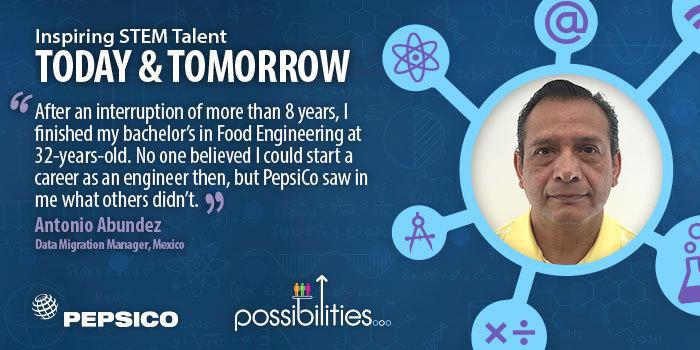 Inspiring STEM Talent
TODAY & TOMORROW
“ After an interruption of more than 8 years, I
finished my bachelor’s in Food Engineering at
32-years-old. No one believed I could start a
career as an engineer then, but PepsiCo saw in
me what others didn’t. ”
Antonio Abundez
Data Migration Manager, Mexico
PEPSICO
possibilities...